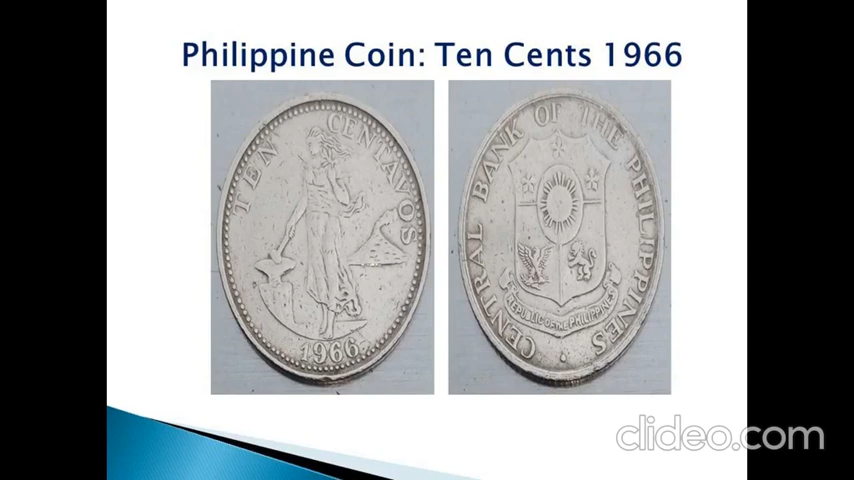 Philippine Coin: Ten Cents 1966
TEN CENTAVOS
1966
CENTRAL BANK OF THE PHILIPPINES
REPUBLIC OF THE PHILIPPINES
clideo.com